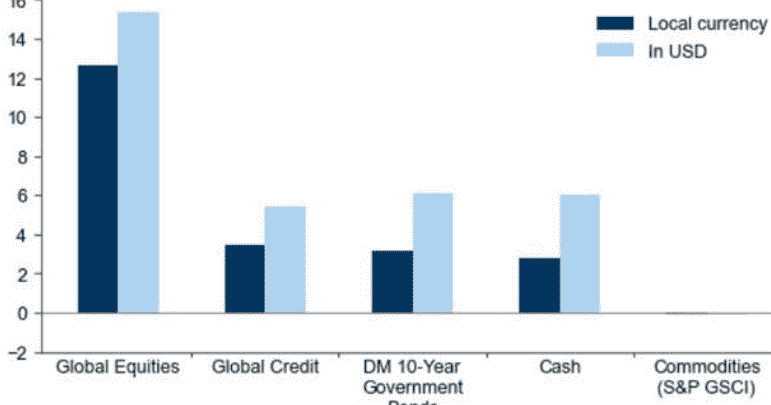 16
Local currency
In USD
14
12
10
8
6
4
2
0
−2
Global Equities
Global Credit
DM 10-Year
Government
Bonds
Cash
Commodities
(S&P GSCI)